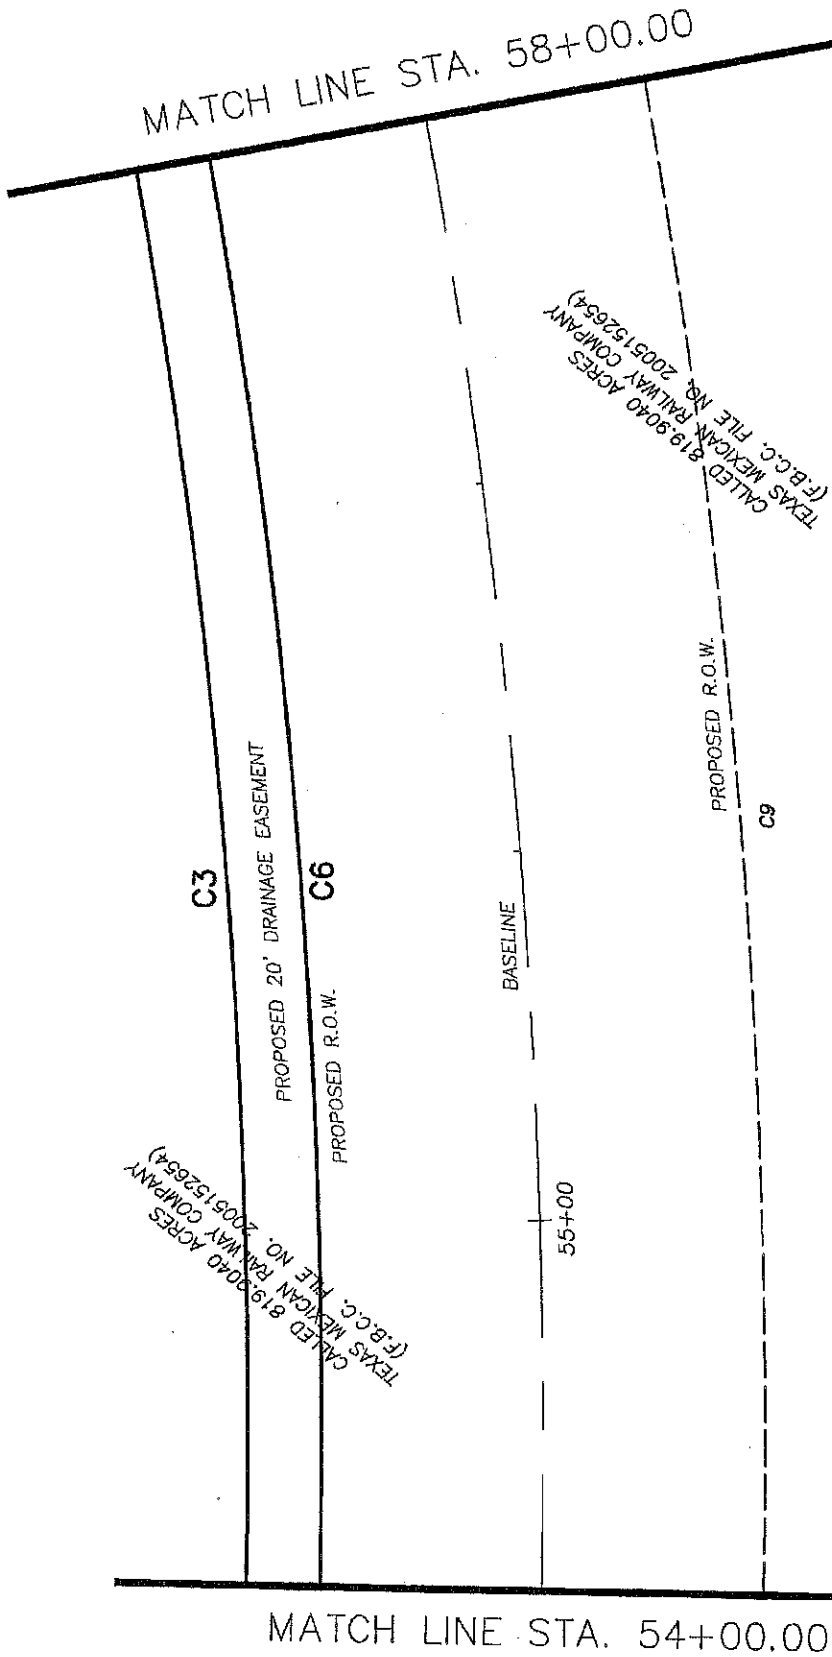 MATCH LINE STA. 58+00.00
CALLED 819.9040 ACRES
TEXAS MEXICAN RAILWAY COMPANY
(F.B.C.C. FILE NO. 2005152654)
PROPOSED R.O.W.
C9
PROPOSED 20' DRAINAGE EASEMENT
C3
C6
BASELINE
PROPOSED R.O.W.
CALLED 819.9040 ACRES
TEXAS MEXICAN RAILWAY COMPANY
(F.B.C.C. FILE NO. 2005152654)
55+00
MATCH LINE STA. 54+00.00